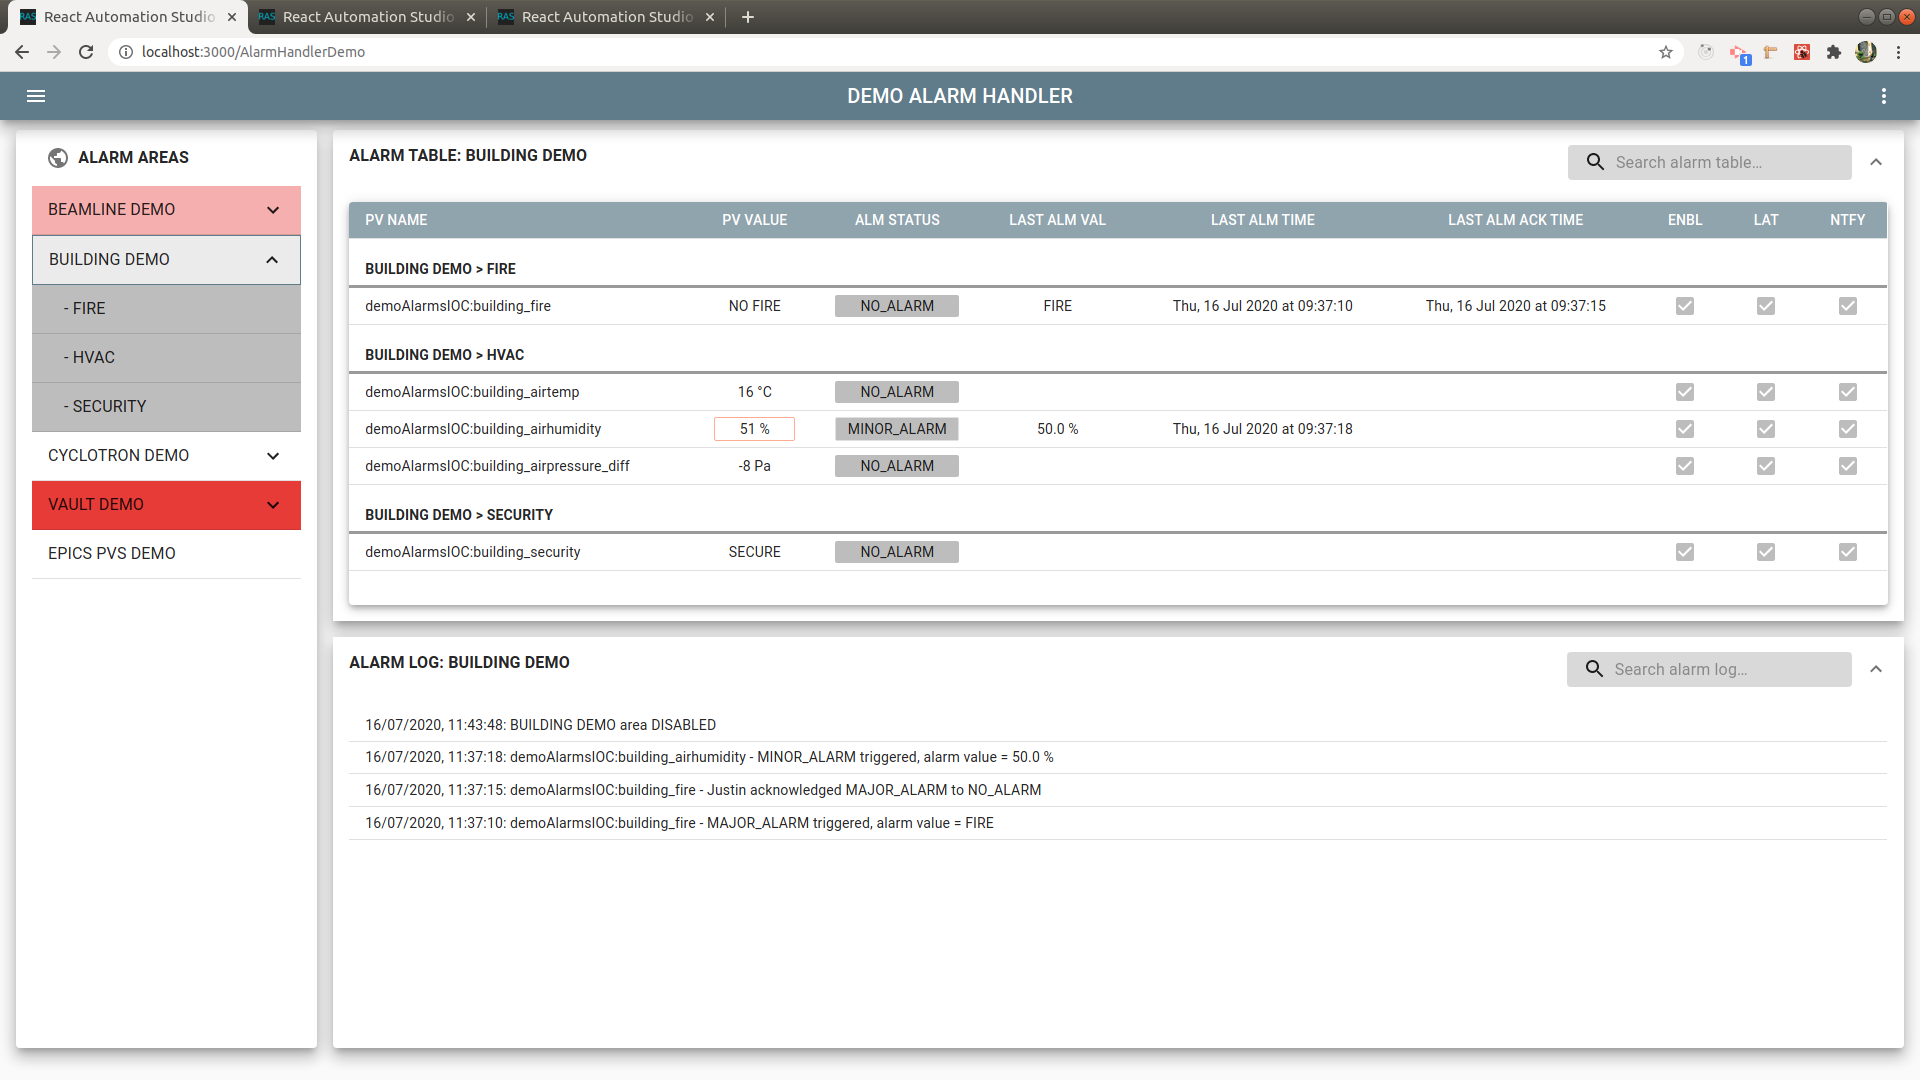 React Automation Studio
React Automation Studio
React Automation Studio
localhost:3000/AlarmHandlerDemo
1
DEMO ALARM HANDLER
ALARM AREAS
BEAMLINE DEMO
BUILDING DEMO
- FIRE
- HVAC
- SECURITY
CYCLOTRON DEMO
VAULT DEMO
EPICS PVS DEMO
ALARM TABLE: BUILDING DEMO
Search alarm table...
PV NAME PV VALUE ALM STATUS LAST ALM VAL LAST ALM TIME LAST ALM ACK TIME ENBL LAT NTFY
BUILDING DEMO > FIRE
demoAlarmsIOC:building_fire NO FIRE NO_ALARM FIRE Thu, 16 Jul 2020 at 09:37:10 Thu, 16 Jul 2020 at 09:37:15
BUILDING DEMO > HVAC
demoAlarmsIOC:building_airtemp 16 °C NO_ALARM
demoAlarmsIOC:building_airhumidity 51 % MINOR_ALARM 50.0 % Thu, 16 Jul 2020 at 09:37:18
demoAlarmsIOC:building_airpressure_diff -8 Pa NO_ALARM
BUILDING DEMO > SECURITY
demoAlarmsIOC:building_security SECURE NO_ALARM
ALARM LOG: BUILDING DEMO
Search alarm log...
16/07/2020, 11:43:48: BUILDING DEMO area DISABLED
16/07/2020, 11:37:18: demoAlarmsIOC:building_airhumidity - MINOR_ALARM triggered, alarm value = 50.0 %
16/07/2020, 11:37:15: demoAlarmsIOC:building_fire - Justin acknowledged MAJOR_ALARM to NO_ALARM
16/07/2020, 11:37:10: demoAlarmsIOC:building_fire - MAJOR_ALARM triggered, alarm value = FIRE